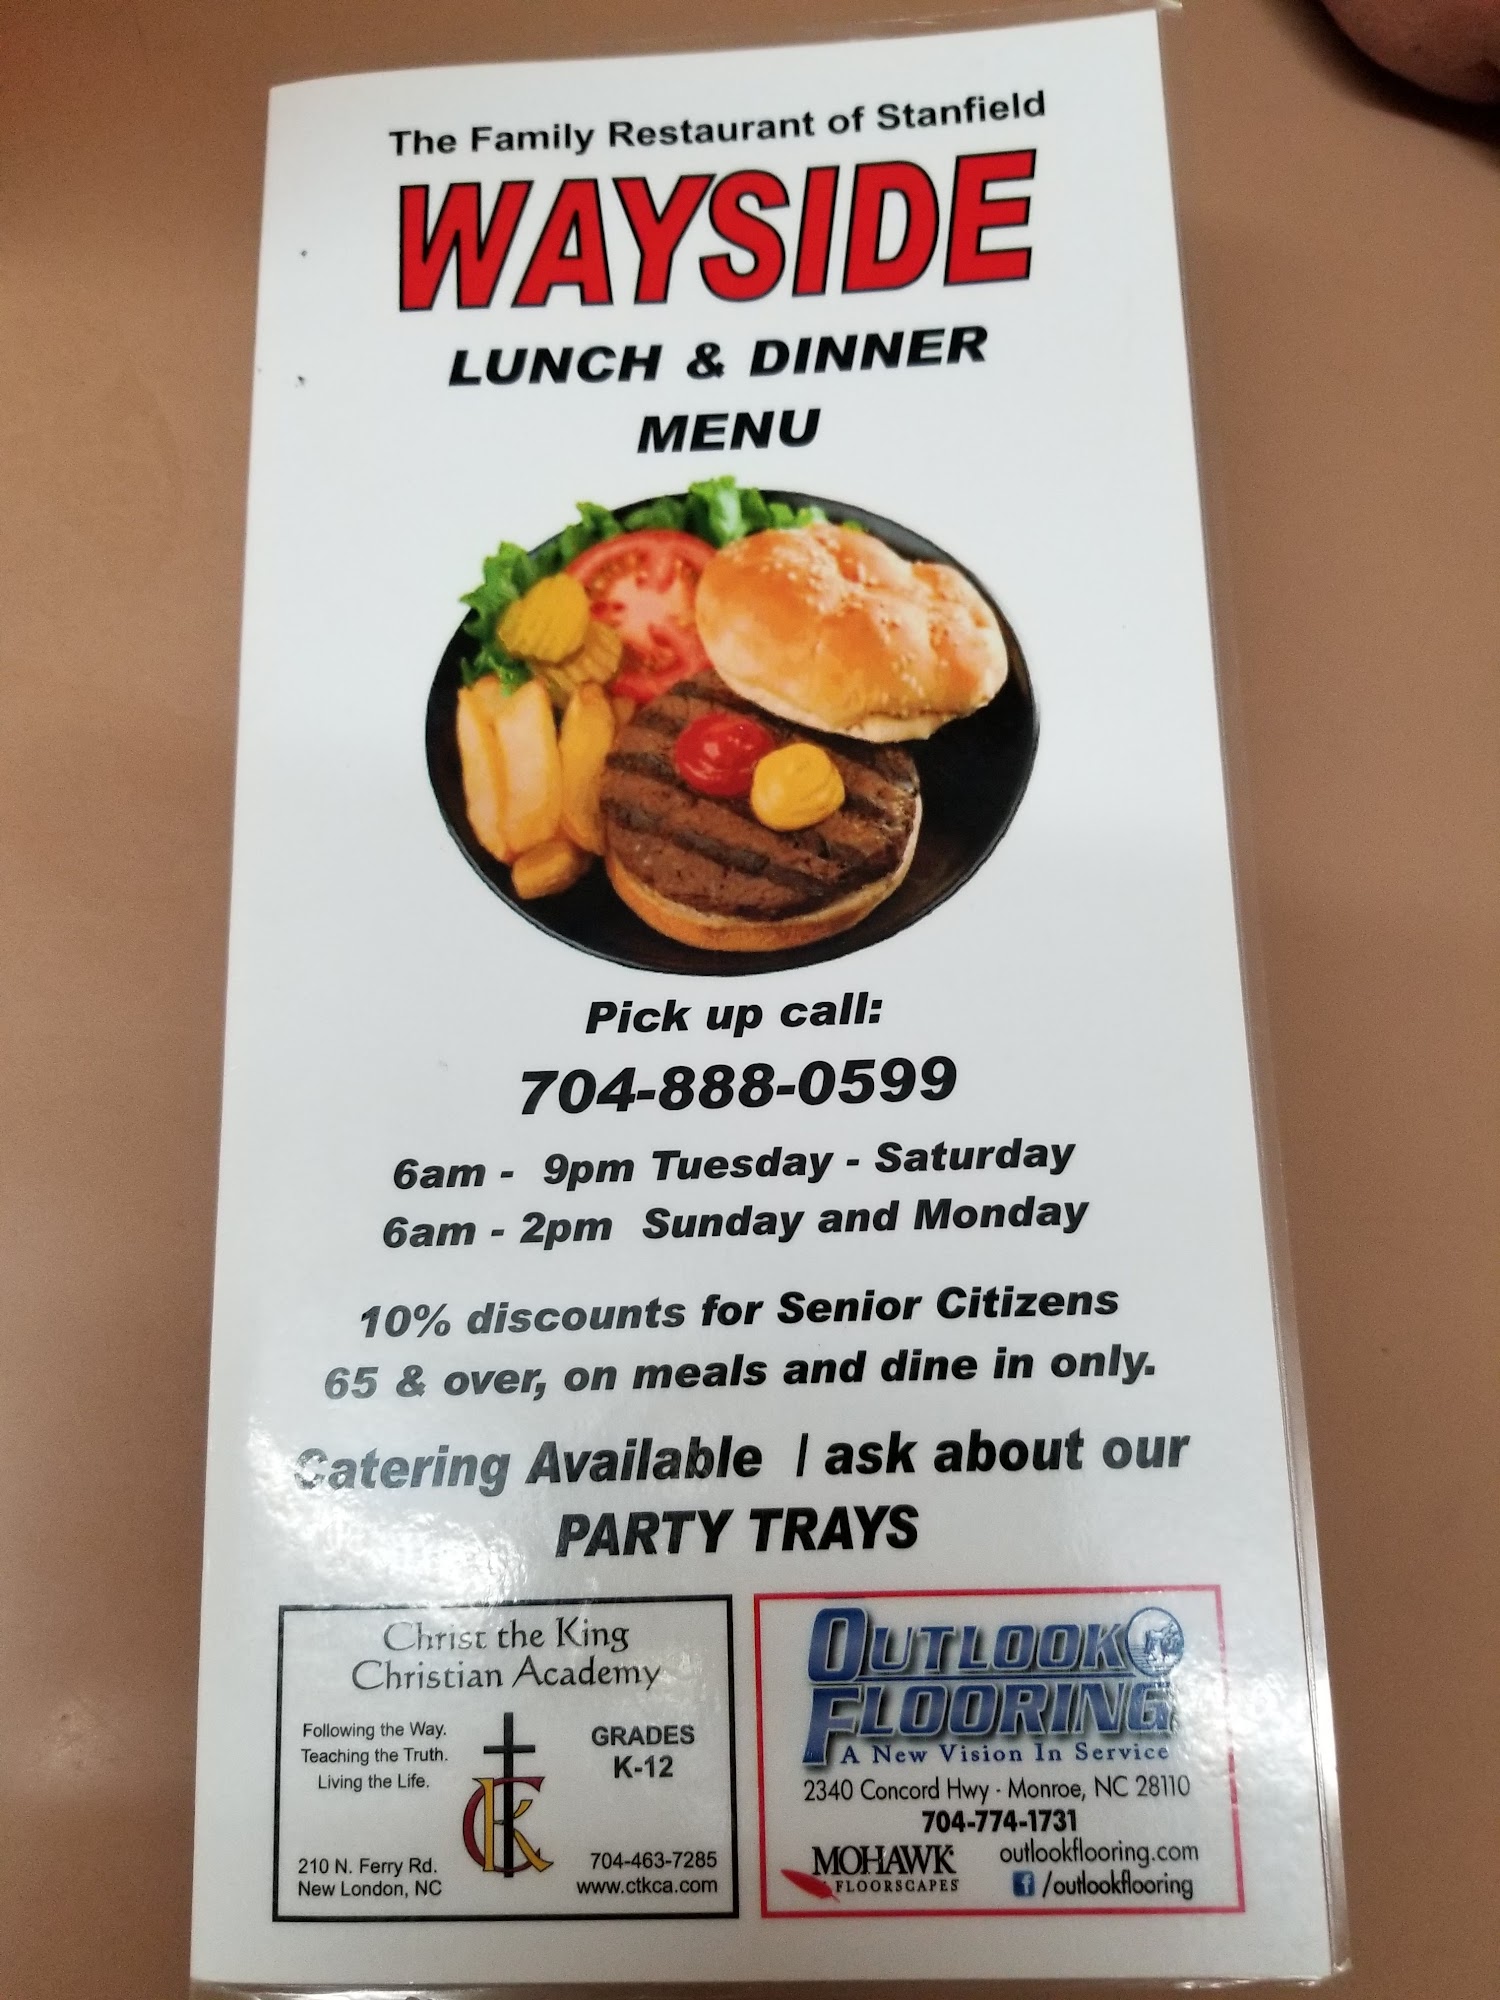 The Family Restaurant of Stanfield
WAYSIDE
LUNCH & DINNER
MENU
Pick up call:
704-888-0599
6am - 9pm Tuesday - Saturday
6am - 2pm Sunday and Monday
10% discounts for Senior Citizens
65 & over, on meals and dine in only.
Catering Available / ask about our
PARTY TRAYS
Christ the King
Christian Academy
Following the Way.
Teaching the Truth.
Living the Life.
GRADES
K-12
CK
210 N. Ferry Rd.
New London, NC
704-463-7285
www.ctkca.com
OUTLOOK
FLOORING
A New Vision In Service
2340 Concord Hwy - Monroe, NC 28110
704-774-1731
MOHAWK
FLOORSCAPES
outlookflooring.com
f /outlookflooring